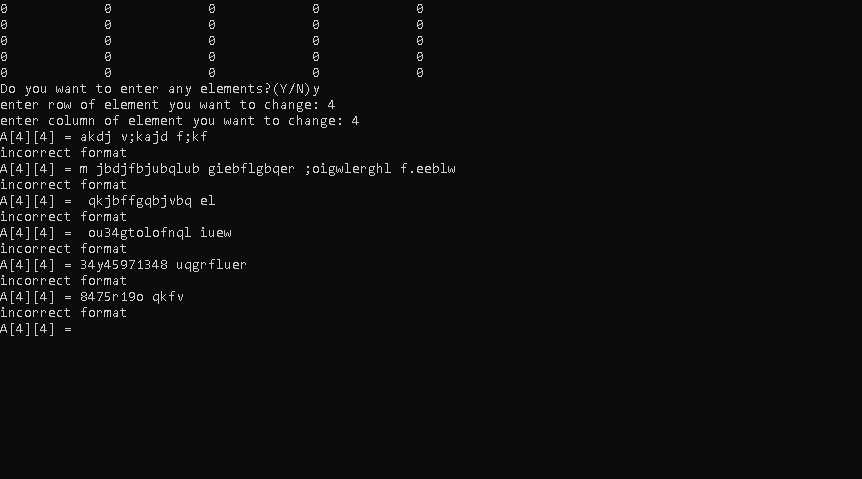 0 0 0 0 0
0 0 0 0 0
0 0 0 0 0
0 0 0 0 0
0 0 0 0 0
Do you want to enter any elements?(Y/N)y
enter row of element you want to change: 4
enter column of element you want to change: 4
A[4][4] = akdj v;kajd f;kf
incorrect format
A[4][4] = m jbdjfbjubqlub giebflgbqer ;oigwlerghl f.eeblw
incorrect format
A[4][4] =  qkjbffgqbjvbq el
incorrect format
A[4][4] =  ou34gtolofnql iuew
incorrect format
A[4][4] = 34y45971348 uqgrfluer
incorrect format
A[4][4] = 8475r19o qkfv
incorrect format
A[4][4] =